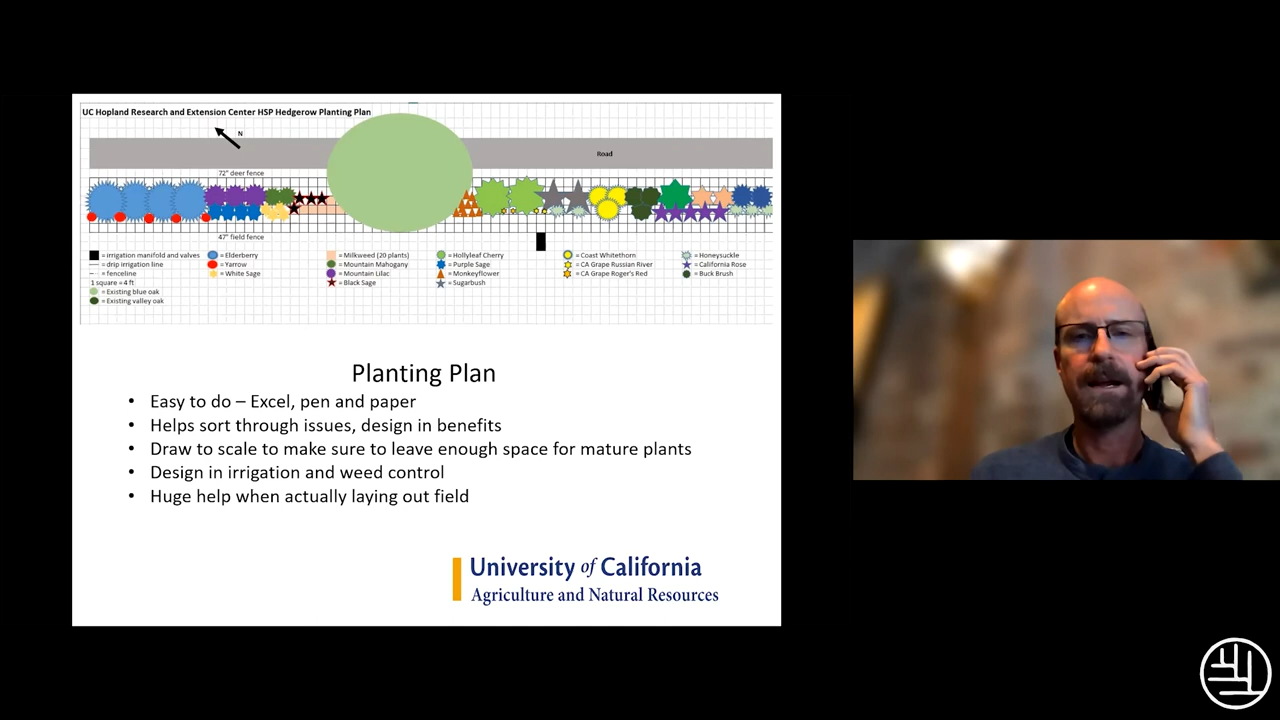 UC Hopland Research and Extension Center HSP Hedgerow Planting Plan
N
Road
72" deer fence
47" field fence
= irrigation manifold and valves
= drip irrigation line
= fenceline
1 square = 4 ft
= Existing blue oak
= Existing valley oak
= Elderberry
= Yarrow
= White Sage
= Milkweed (20 plants)
= Mountain Mahogany
= Mountain Lilac
= Black Sage
= Hollyleaf Cherry
= Purple Sage
= Monkeyflower
= Sugarbush
= Coast Whitethorn
= CA Grape Russian River
= CA Grape Roger's Red
= Honeysuckle
= California Rose
= Buck Brush
Planting Plan
• Easy to do – Excel, pen and paper
• Helps sort through issues, design in benefits
• Draw to scale to make sure to leave enough space for mature plants
• Design in irrigation and weed control
• Huge help when actually laying out field
University of California
Agriculture and Natural Resources